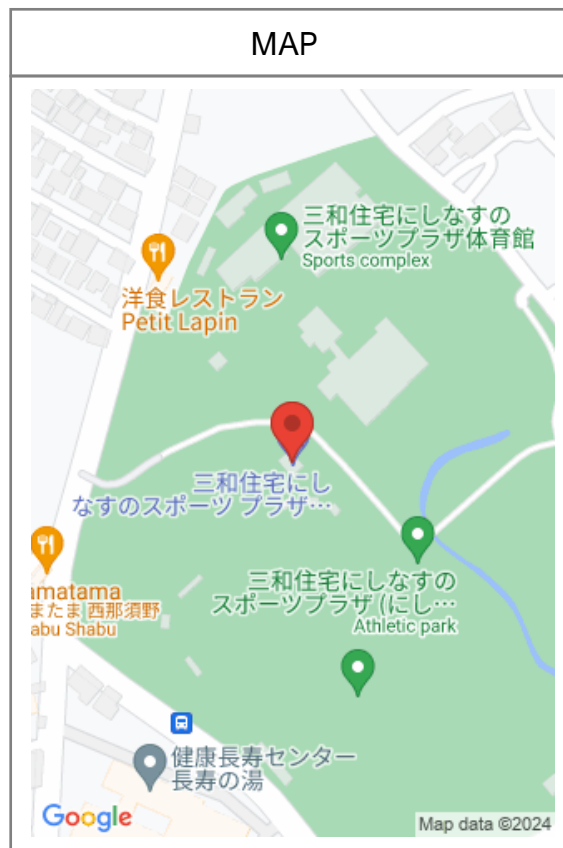 MAP
三和住宅にしなすの
スポーツプラザ体育館
Sports complex
洋食レストラン
Petit Lapin
三和住宅にし
なすのスポーツ プラザ…
三和住宅にしなすの
スポーツプラザ (にし…
Athletic park
amatama
またま 西那須野
abu Shabu
健康長寿センター
長寿の湯
Google
Map data ©2024